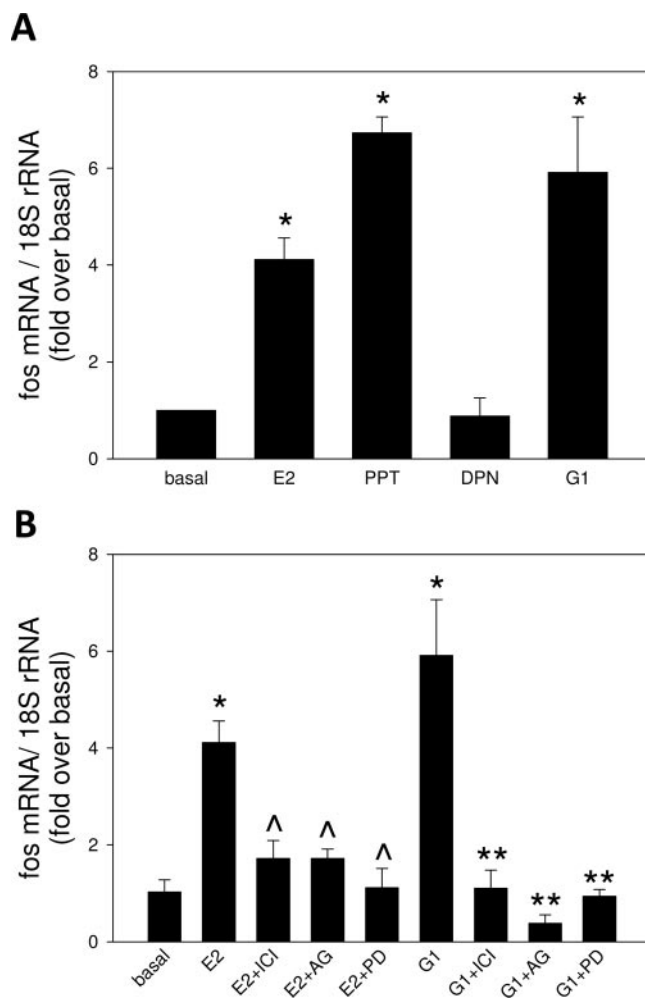 A
fos mRNA / 18S rRNA
(fold over basal)
8
6
4
2
0
*
*
*
basal E2 PPT DPN G1
B
fos mRNA/ 18S rRNA
(fold over basal)
8
6
4
2
0
*
^
^
^
*
**
**
**
basal
E2
E2+ICI
E2+AG
E2+PD
G1
G1+ICI
G1+AG
G1+PD